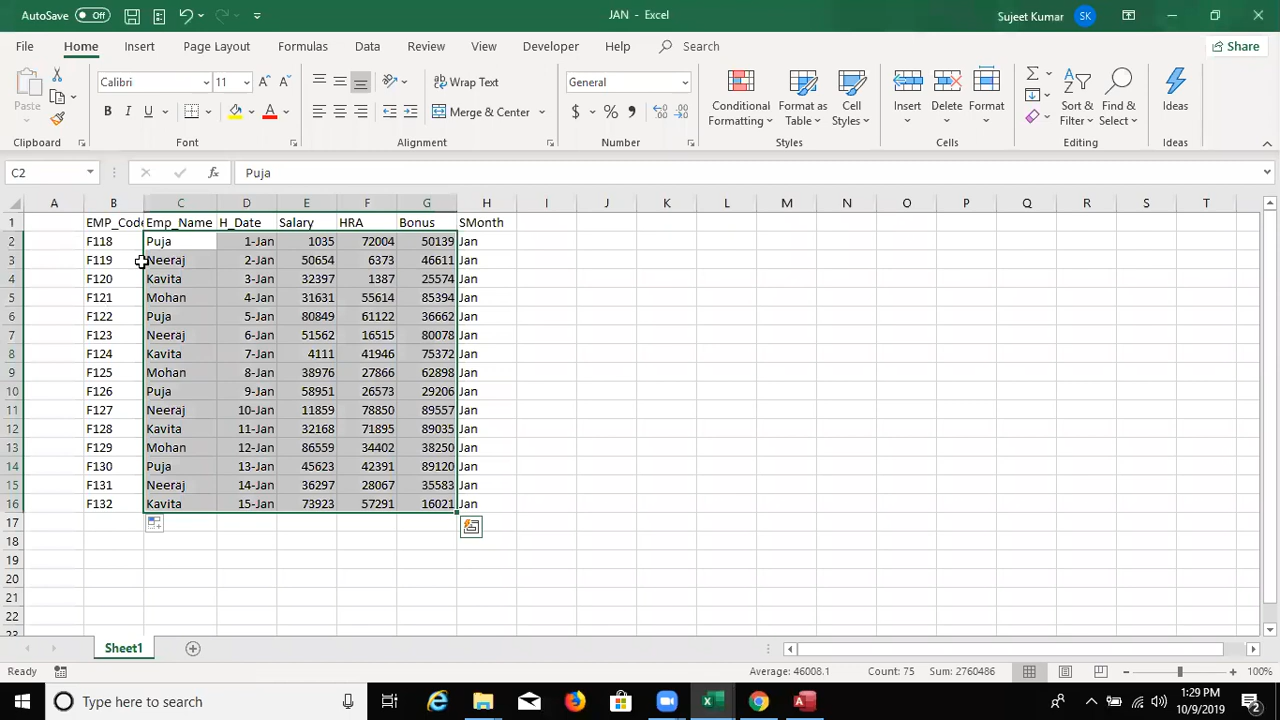 AutoSave Off JAN - Excel Sujeet Kumar SK
File Home Insert Page Layout Formulas Data Review View Developer Help Search Share
Paste Calibri 11 Wrap Text General Conditional Format as Cell Insert Delete Format Sort & Find & Ideas
B I U Merge & Center $ % , Formatting Table Styles Filter Select
Clipboard Font Alignment Number Styles Cells Editing Ideas
C2 fx Puja
A B C D E F G H I J K L M N O P Q R S T
1 EMP_Code Emp_Name H_Date Salary HRA Bonus SMonth
2 F118 Puja 1-Jan 1035 72004 50139 Jan
3 F119 Neeraj 2-Jan 50654 6373 46611 Jan
4 F120 Kavita 3-Jan 32397 1387 25574 Jan
5 F121 Mohan 4-Jan 31631 55614 85394 Jan
6 F122 Puja 5-Jan 80849 61122 36662 Jan
7 F123 Neeraj 6-Jan 51562 16515 80078 Jan
8 F124 Kavita 7-Jan 4111 41946 75372 Jan
9 F125 Mohan 8-Jan 38976 27866 62898 Jan
10 F126 Puja 9-Jan 58951 26573 29206 Jan
11 F127 Neeraj 10-Jan 11859 78850 89557 Jan
12 F128 Kavita 11-Jan 32168 71895 89035 Jan
13 F129 Mohan 12-Jan 86559 34402 38250 Jan
14 F130 Puja 13-Jan 45623 42391 89120 Jan
15 F131 Neeraj 14-Jan 36297 28067 35583 Jan
16 F132 Kavita 15-Jan 73923 57291 16021 Jan
17
18
19
20
21
22
23
Sheet1
Ready Average: 46008.1 Count: 75 Sum: 2760486 100%
Type here to search 1:29 PM
10/9/2019 2